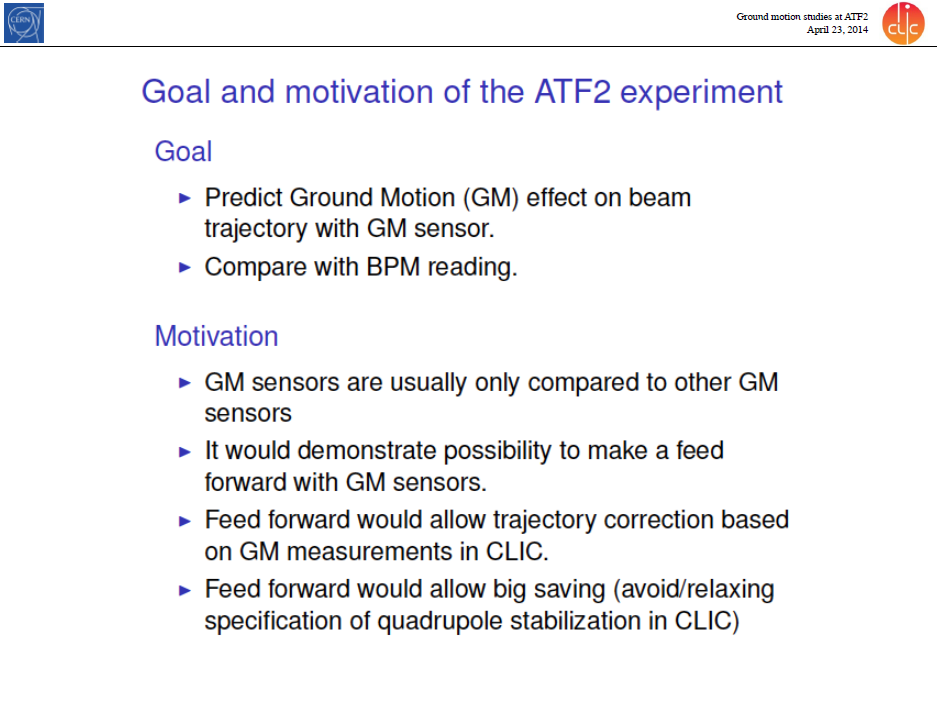 CERN
Ground motion studies at ATF2
April 23, 2014
clic
Goal and motivation of the ATF2 experiment
Goal
Predict Ground Motion (GM) effect on beam
trajectory with GM sensor.
Compare with BPM reading.
Motivation
GM sensors are usually only compared to other GM
sensors
It would demonstrate possibility to make a feed
forward with GM sensors.
Feed forward would allow trajectory correction based
on GM measurements in CLIC.
Feed forward would allow big saving (avoid/relaxing
specification of quadrupole stabilization in CLIC)